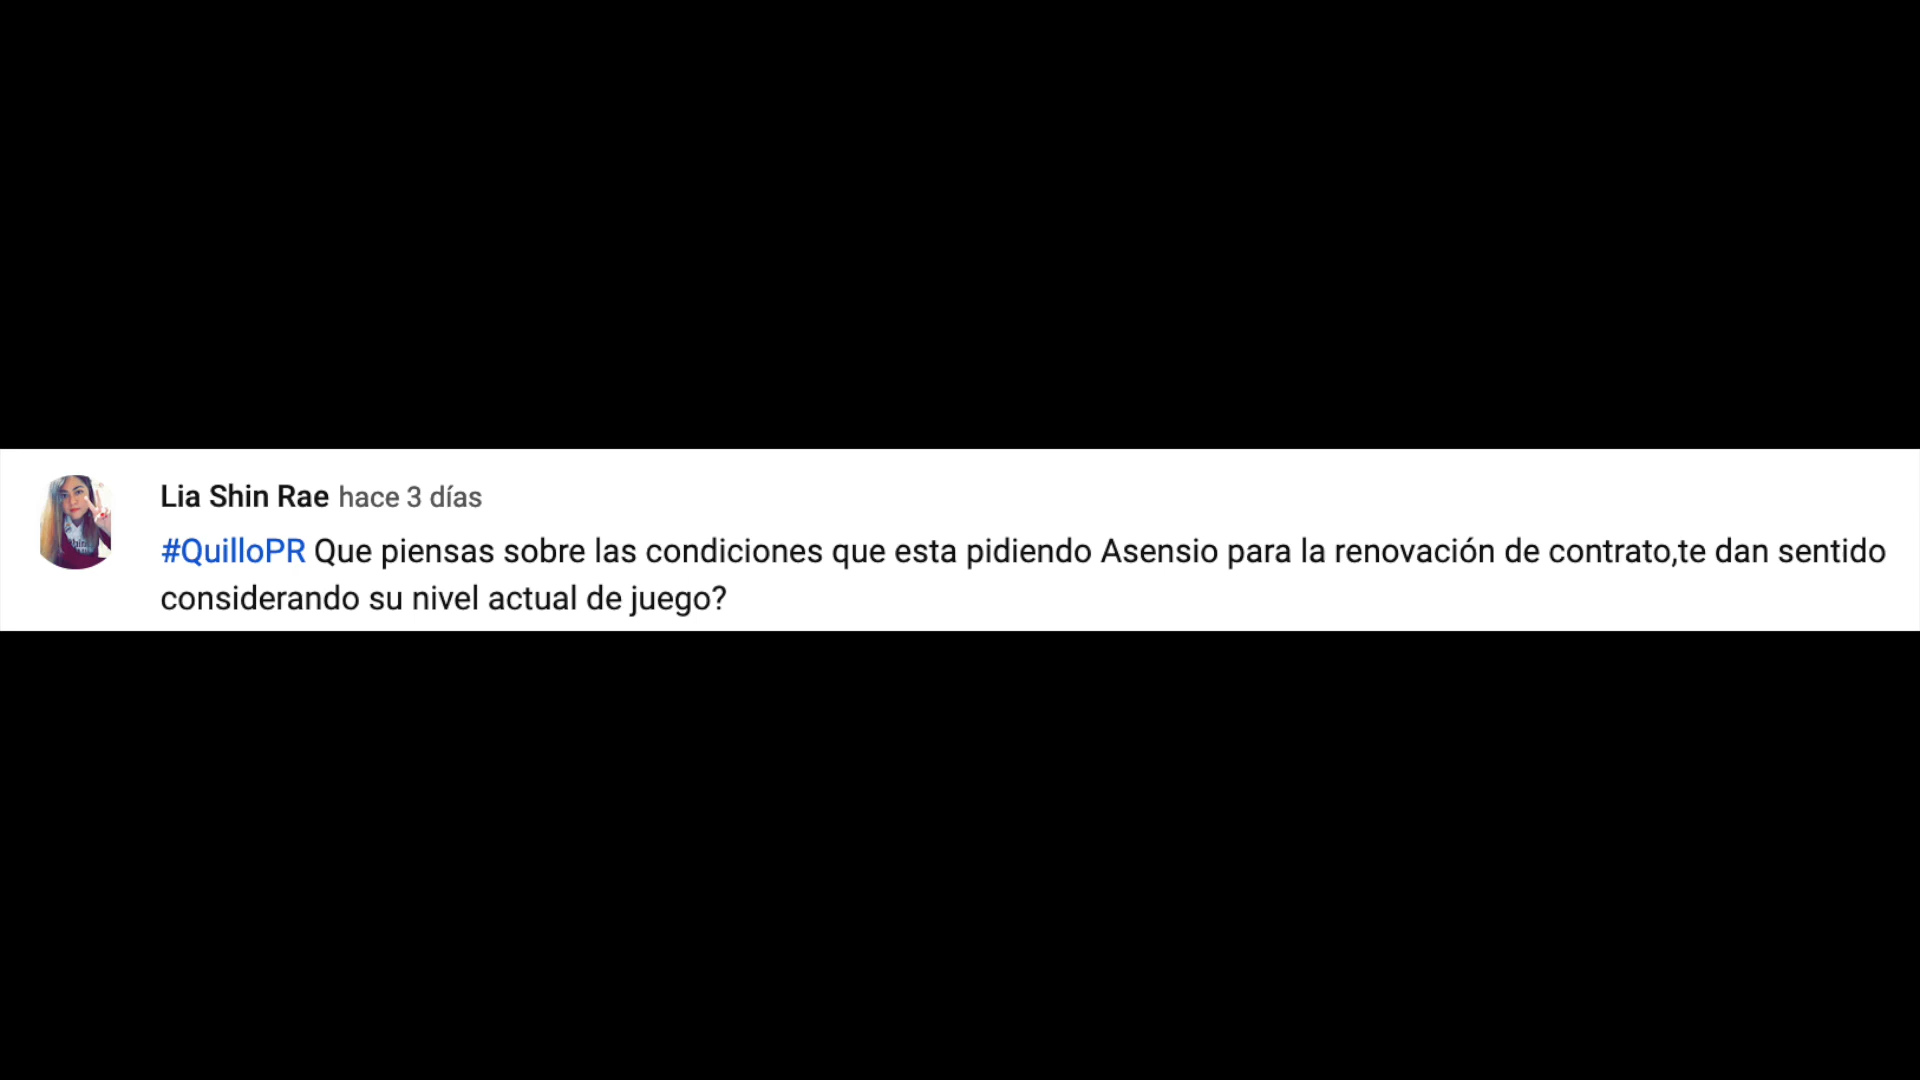 Lia Shin Rae hace 3 días
#QuilloPR Que piensas sobre las condiciones que esta pidiendo Asensio para la renovación de contrato,te dan sentido
considerando su nivel actual de juego?